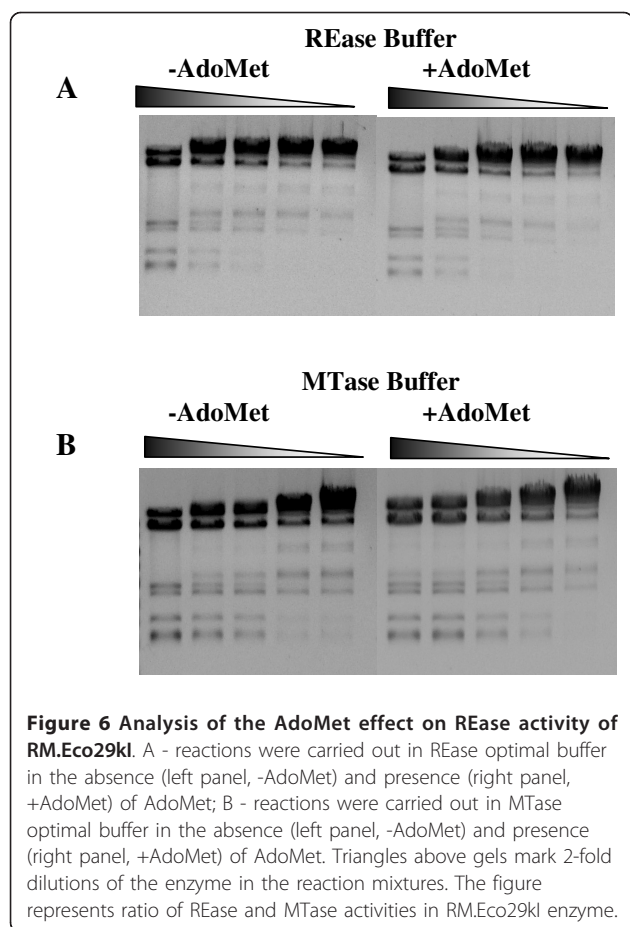 REase Buffer
-AdoMet +AdoMet
A
MTase Buffer
-AdoMet +AdoMet
B
Figure 6 Analysis of the AdoMet effect on REase activity of
RM.Eco29kI. A - reactions were carried out in REase optimal buffer
in the absence (left panel, -AdoMet) and presence (right panel,
+AdoMet) of AdoMet; B - reactions were carried out in MTase
optimal buffer in the absence (left panel, -AdoMet) and presence
(right panel, +AdoMet) of AdoMet. Triangles above gels mark 2-fold
dilutions of the enzyme in the reaction mixtures. The figure
represents ratio of REase and MTase activities in RM.Eco29kI enzyme.